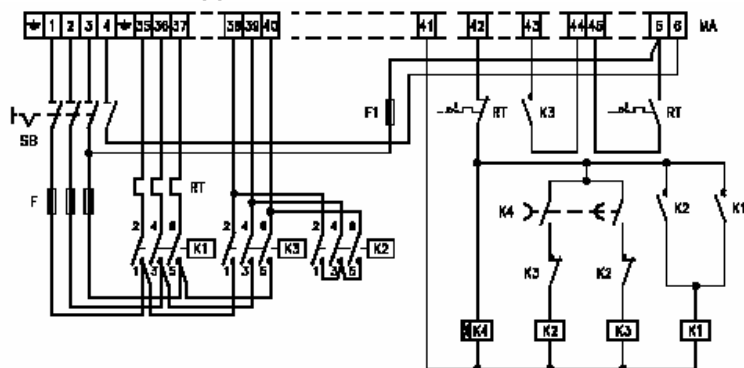 1 2 3 4 35 36 37 38 39 40 41 42 43 44 45 5 6 MA
SB
F1
RT K3 RT
F
RT
K4 K2 K1
2 4 6 K1 2 4 6 K3 2 4 6 K2
1 3 5 1 3 5 1 3 5
K3 K2
K4 K2 K3 K1